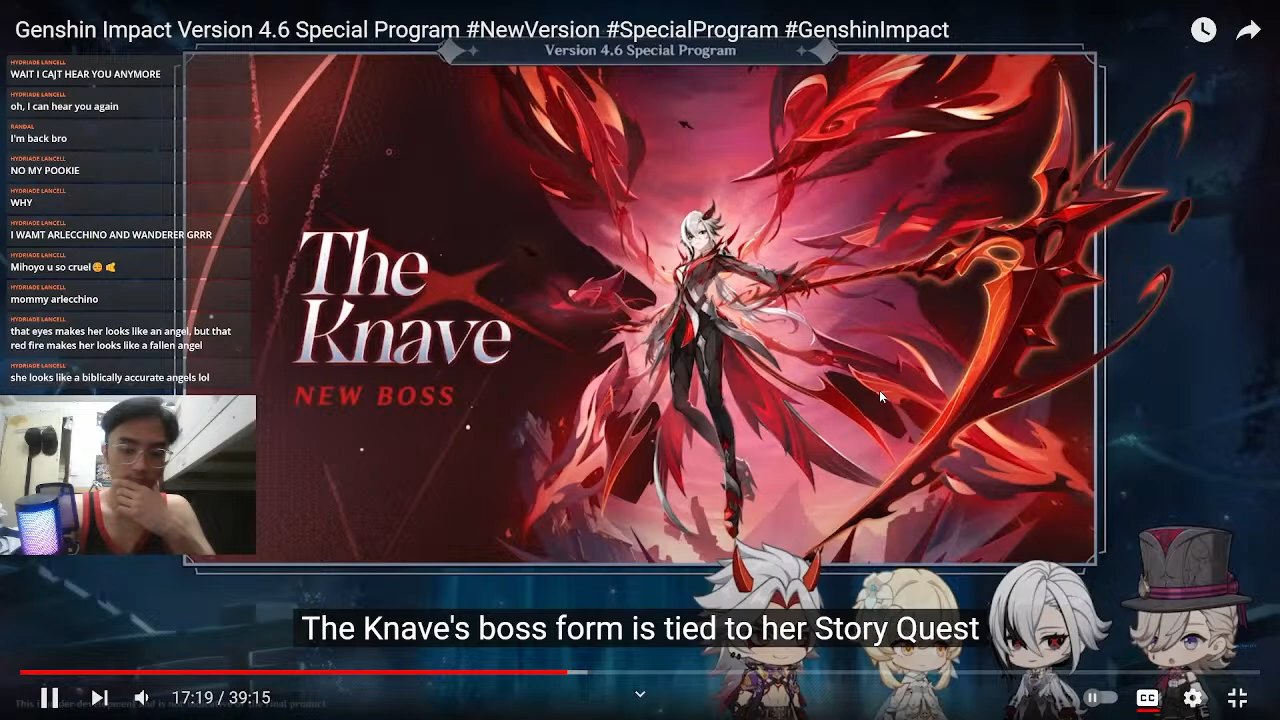 Genshin Impact Version 4.6 Special Program #NewVersion #SpecialProgram #GenshinImpact
Version 4.6 Special Program
HYDRIADE LANCELL
WAIT I CAJT HEAR YOU ANYMORE
HYDRIADE LANCELL
oh, I can hear you again
RANDAL
I'm back bro
HYDRIADE LANCELL
NO MY POOKIE
HYDRIADE LANCELL
WHY
HYDRIADE LANCELL
I WAMT ARLECCHINO AND WANDERER GRRR
HYDRIADE LANCELL
Mihoyo u so cruel
HYDRIADE LANCELL
mommy arlecchino
HYDRIADE LANCELL
that eyes makes her looks like an angel, but that
red fire makes her looks like a fallen angel
HYDRIADE LANCELL
she looks like a biblically accurate angels lol
The
Knave
NEW BOSS
The Knave's boss form is tied to her Story Quest
17:19 / 39:15
CC